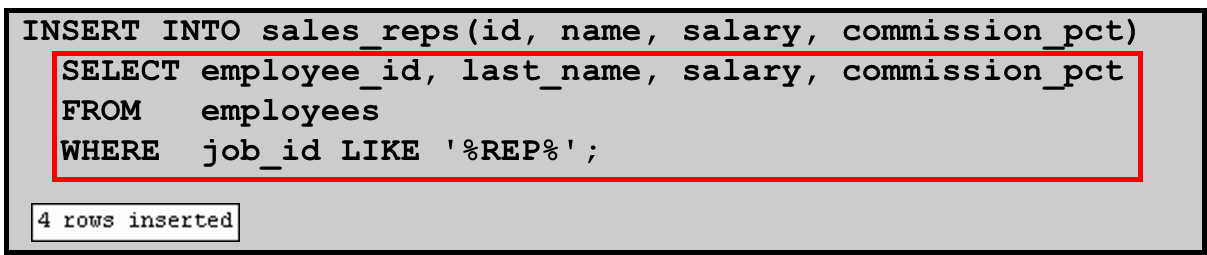 INSERT INTO sales_reps(id, name, salary, commission_pct)
SELECT employee_id, last_name, salary, commission_pct
FROM employees
WHERE job_id LIKE '%REP%';
4 rows inserted